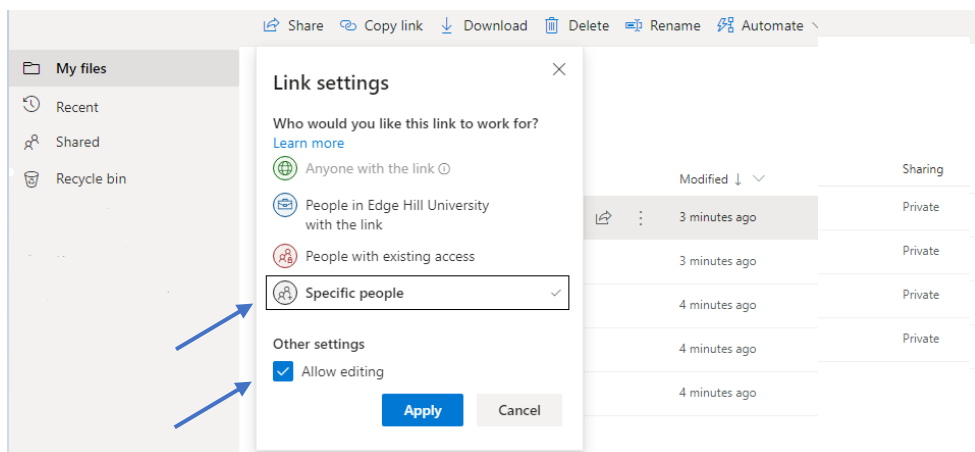 Share Copy link Download Delete Rename Automate
My files
Recent
Shared
Recycle bin
Link settings
Who would you like this link to work for?
Learn more
Anyone with the link
People in Edge Hill University
with the link
People with existing access
Specific people
Other settings
Allow editing
Apply Cancel
Modified Sharing
3 minutes ago Private
3 minutes ago Private
4 minutes ago Private
4 minutes ago Private
4 minutes ago